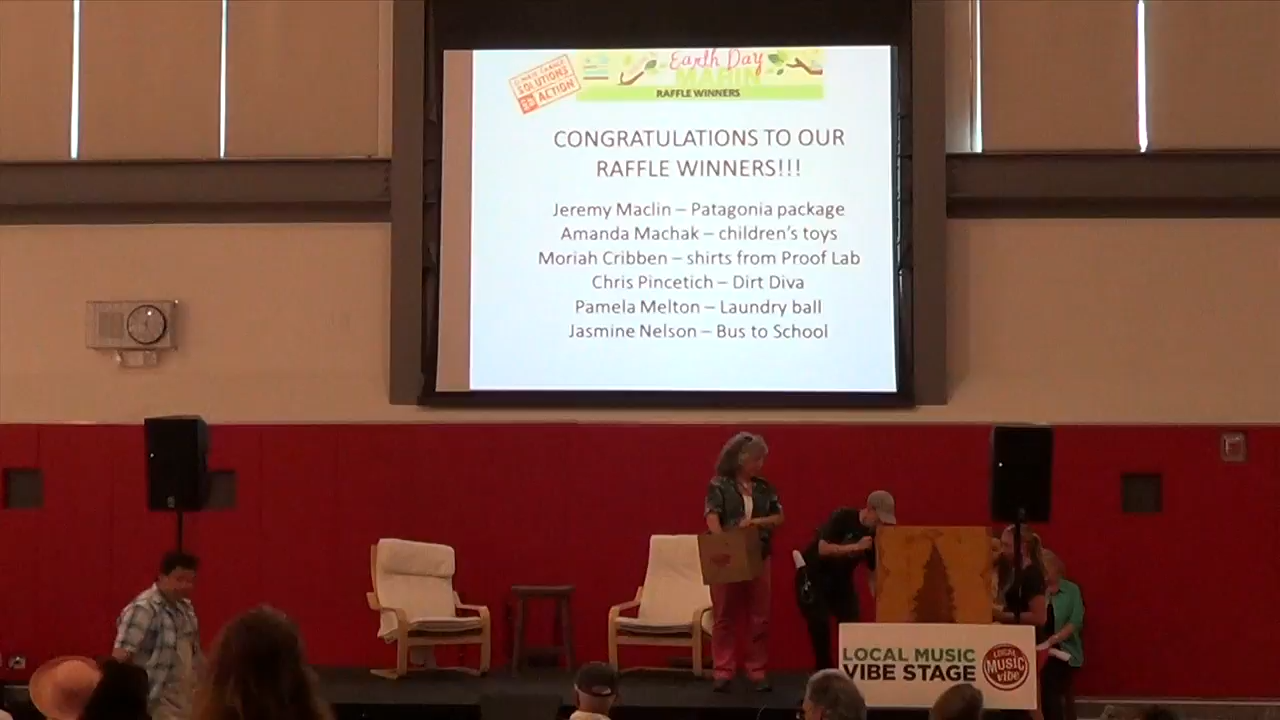 CLIMATE CHANGE
SOLUTIONS
ACTION
Earth Day
MARIN
RAFFLE WINNERS
CONGRATULATIONS TO OUR
RAFFLE WINNERS!!!
Jeremy Maclin – Patagonia package
Amanda Machak – children's toys
Moriah Cribben – shirts from Proof Lab
Chris Pincetich – Dirt Diva
Pamela Melton – Laundry ball
Jasmine Nelson – Bus to School
LOCAL MUSIC
VIBE STAGE
LOCAL
MUSIC
vibe